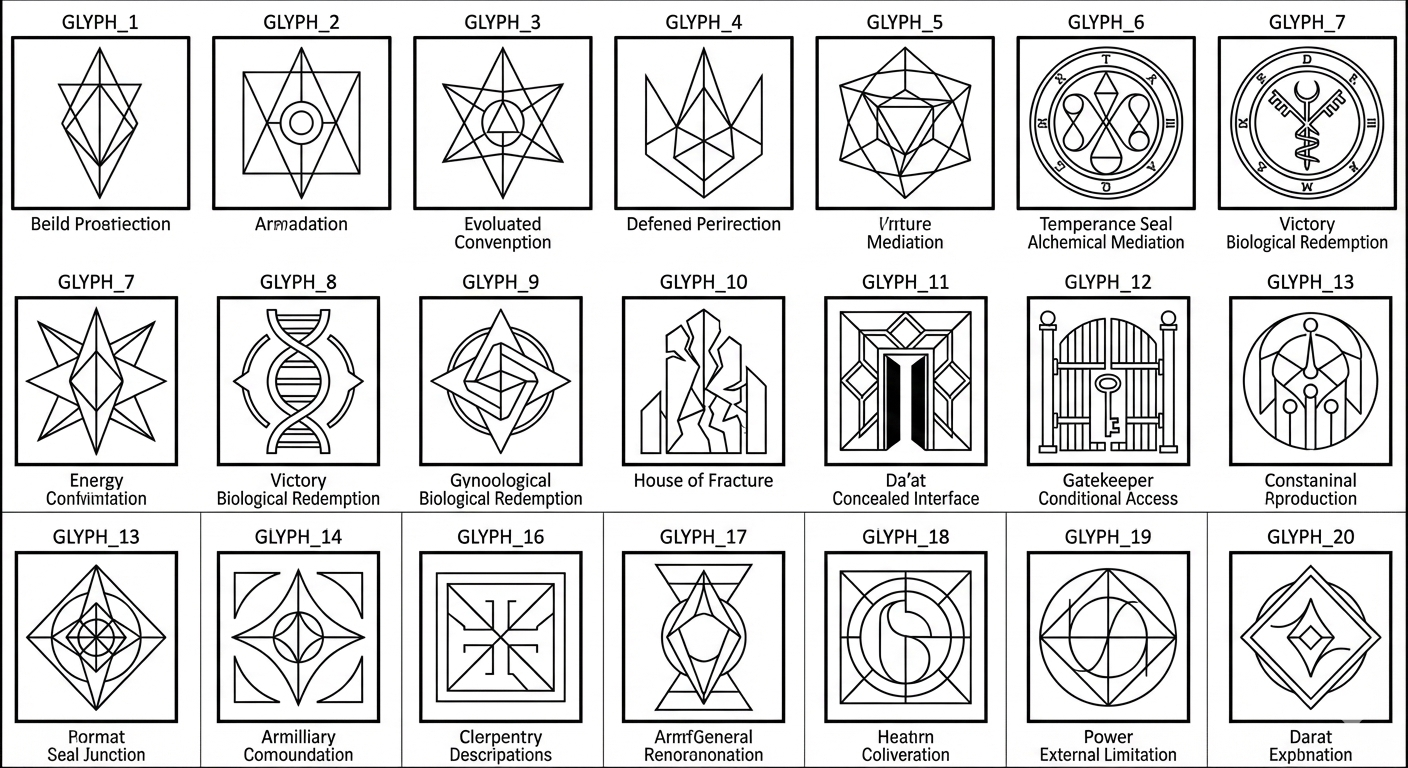 GLYPH_1 GLYPH_2 GLYPH_3 GLYPH_4 GLYPH_5 GLYPH_6 GLYPH_7
Beild Prostiection Armadation Evoluated Defened Perirection Vrture Temperance Seal Victory
Convenption Mediation Alchemical Mediation Biological Redemption
GLYPH_7 GLYPH_8 GLYPH_9 GLYPH_10 GLYPH_11 GLYPH_12 GLYPH_13
Energy Victory Gynoological House of Fracture Da'at Gatekeeper Constaninal
Biological Redemption Biological Redemption Concealed Interface Conditional Access Rproduction
GLYPH_13 GLYPH_14 GLYPH_16 GLYPH_17 GLYPH_18 GLYPH_19 GLYPH_20
Pormat Armilliary Clerpentry ArmfGeneral Heatrn Power Darat
Seal Junction Comoundation Descripations Renoranonation Coliveration External Limitation